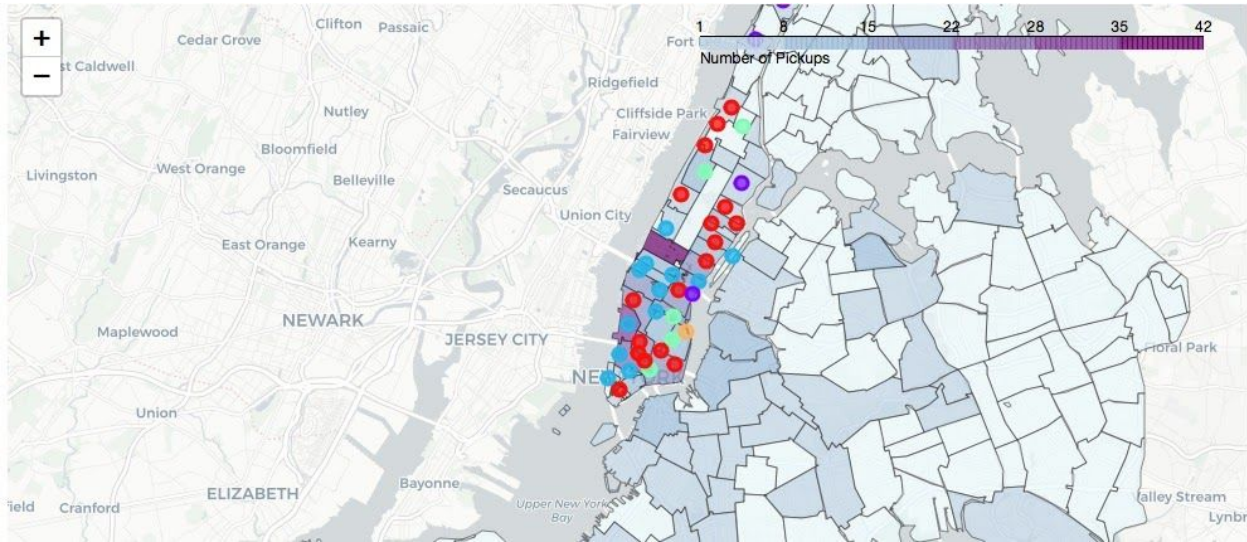 +
−
Clifton
Passaic
Cedar Grove
st Caldwell
Ridgefield
Nutley
Cliffside Park
Fairview
Bloomfield
Livingston
West Orange
Belleville
Secaucus
Union City
East Orange
Kearny
NEWARK
Maplewood
JERSEY CITY
Floral Park
Union
Bayonne
ELIZABETH
Cranford
field
Upper New York
Bay
alley Stream
Lynbr
Fort
1 8 15 22 28 35 42
Number of Pickups